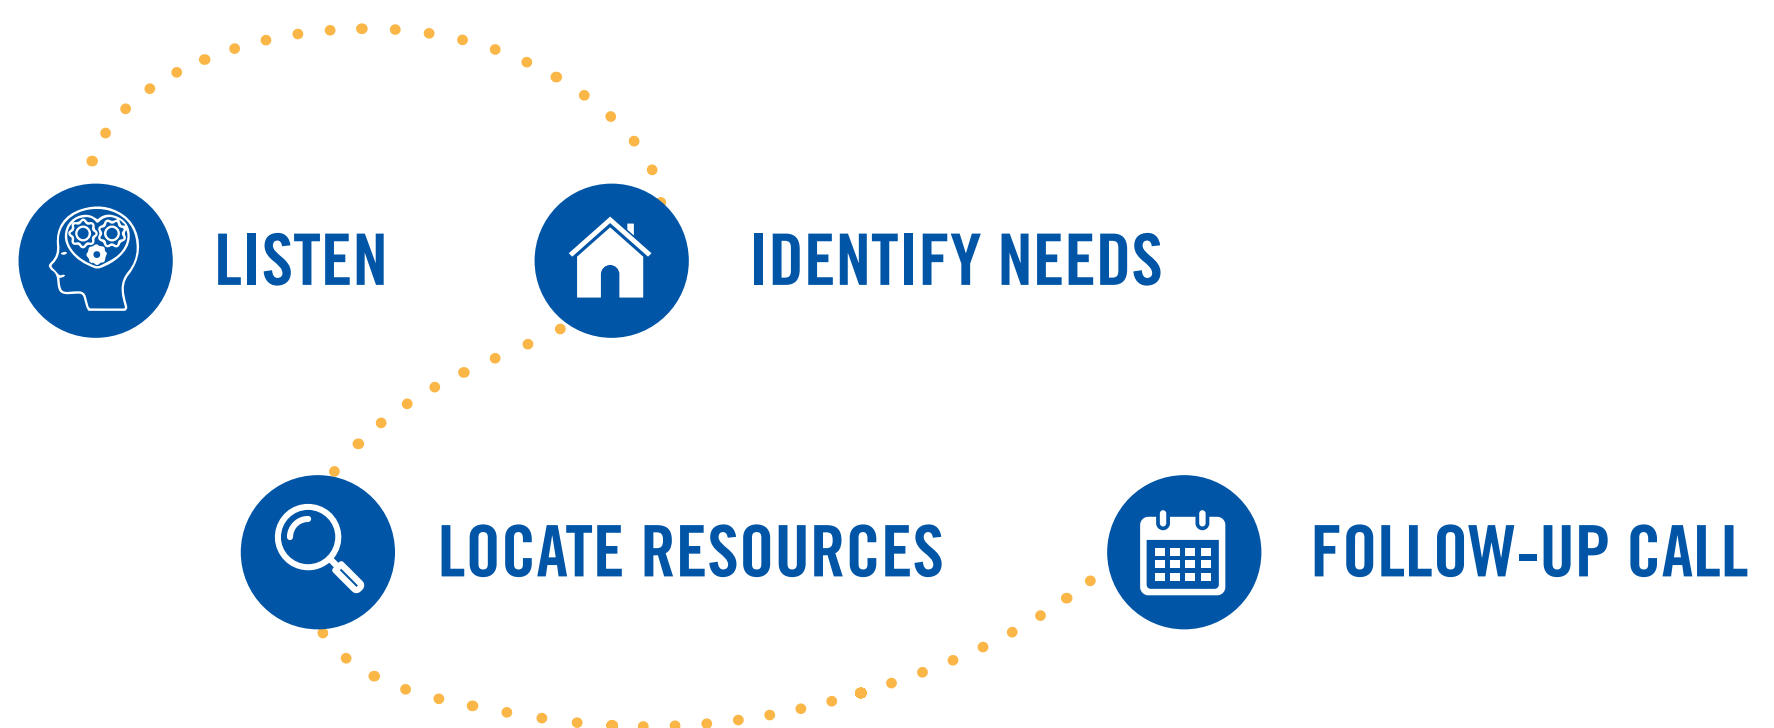 LISTEN
IDENTIFY NEEDS
LOCATE RESOURCES
FOLLOW-UP CALL